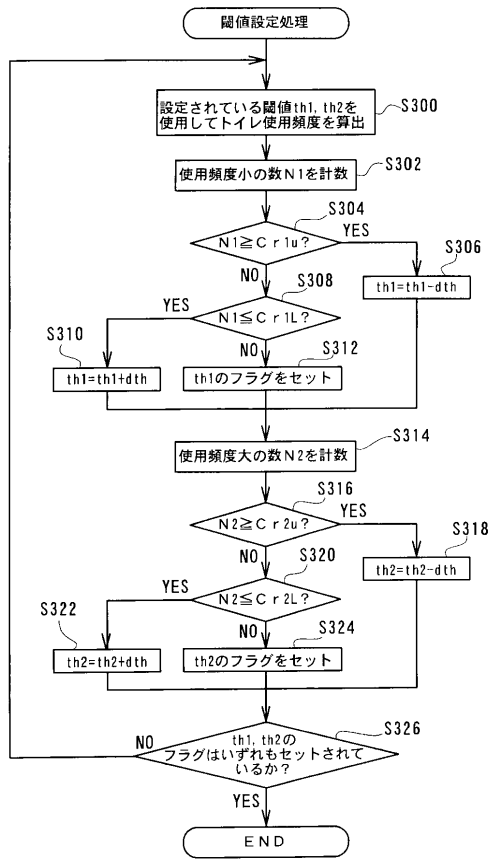 閾値設定処理
設定されている閾値th1, th2を
使用してトイレ使用頻度を算出
S300
使用頻度小の数N1を計数
S302
N1≧Cr1u?
S304
YES
NO
th1=th1-dth
S306
N1≦Cr1L?
S308
YES
NO
th1=th1+dth
S310
th1のフラグをセット
S312
使用頻度大の数N2を計数
S314
N2≧Cr2u?
S316
YES
NO
th2=th2-dth
S318
N2≦Cr2L?
S320
YES
NO
th2=th2+dth
S322
th2のフラグをセット
S324
th1, th2の
フラグはいずれもセットされて
いるか?
S326
NO
YES
END